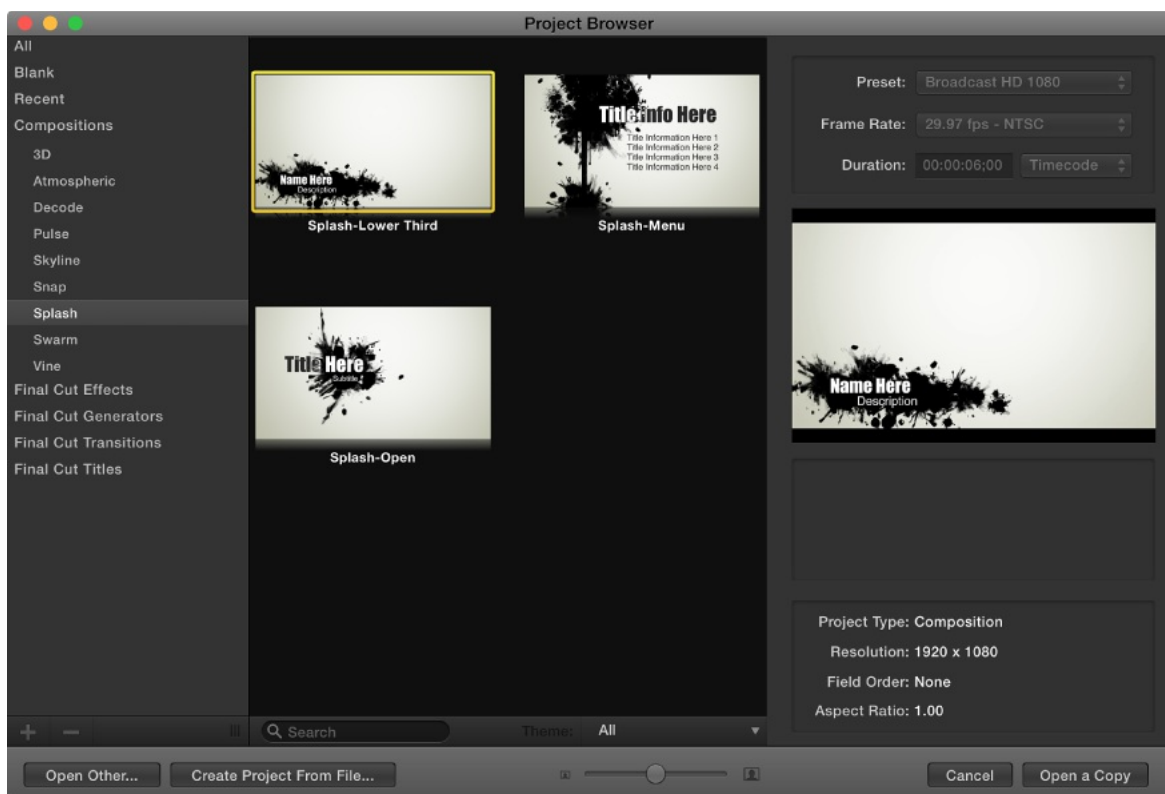 Project Browser
All
Blank
Recent
Compositions
3D
Atmospheric
Decode
Pulse
Skyline
Snap
Splash
Swarm
Vine
Final Cut Effects
Final Cut Generators
Final Cut Transitions
Final Cut Titles
Name Here
Description
Splash-Lower Third
Title Info Here
Title Information Here 1
Title Information Here 2
Title Information Here 3
Title Information Here 4
Splash-Menu
Title Here
Subtitle
Splash-Open
Search
Theme: All
Preset: Broadcast HD 1080
Frame Rate: 29.97 fps - NTSC
Duration: 00:00:06;00 Timecode
Name Here
Description
Project Type: Composition
Resolution: 1920 x 1080
Field Order: None
Aspect Ratio: 1.00
Open Other...
Create Project From File...
Cancel
Open a Copy